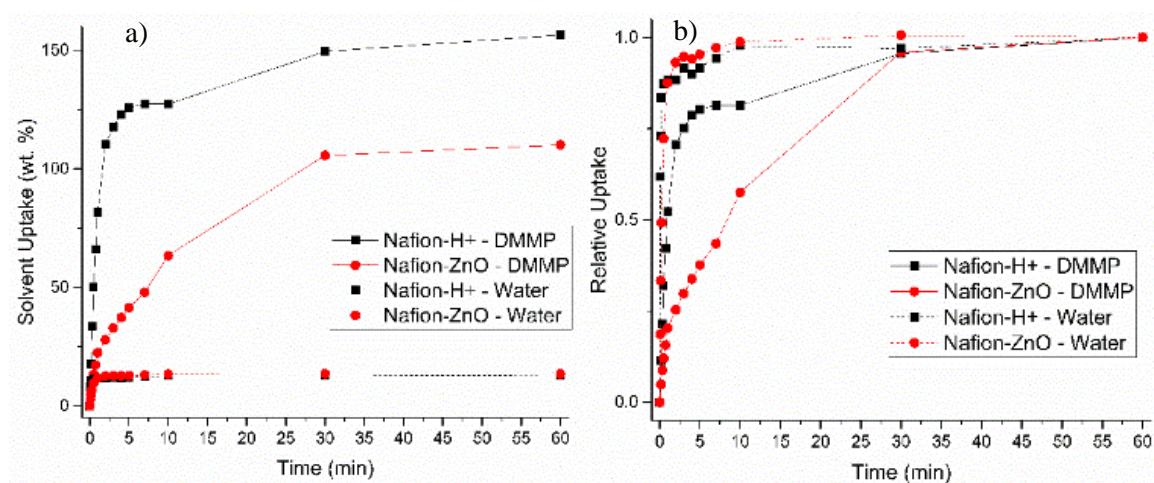 a)
Solvent Uptake (wt. %)
150
100
50
0
Nafion-H+ - DMMP
Nafion-ZnO - DMMP
Nafion-H+ - Water
Nafion-ZnO - Water
0 5 10 15 20 25 30 35 40 45 50 55 60
Time (min)
b)
Relative Uptake
1.0
0.5
0.0
Nafion-H+ - DMMP
Nafion-ZnO - DMMP
Nafion-H+ - Water
Nafion-ZnO - Water
0 5 10 15 20 25 30 35 40 45 50 55 60
Time (min)